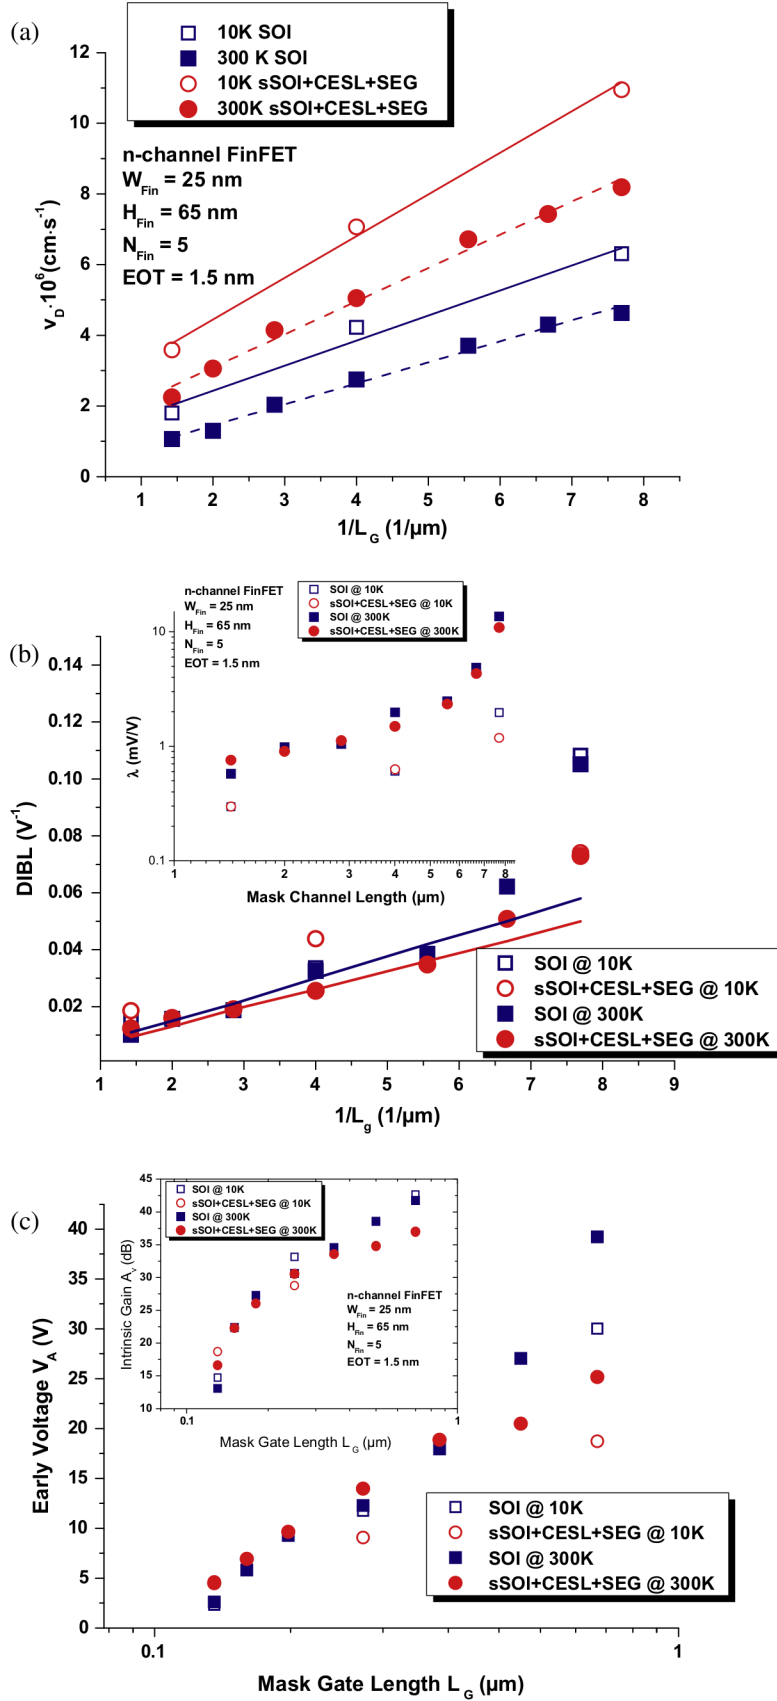 (a)
10K SOI
300 K SOI
10K sSOI+CESL+SEG
300K sSOI+CESL+SEG
n-channel FinFET
W_Fin = 25 nm
H_Fin = 65 nm
N_Fin = 5
EOT = 1.5 nm
v_D·10^6(cm·s^-1)
12
10
8
6
4
2
0
1 2 3 4 5 6 7 8
1/L_G (1/µm)
(b)
n-channel FinFET
W_Fin = 25 nm
H_Fin = 65 nm
N_Fin = 5
EOT = 1.5 nm
SOI @ 10K
sSOI+CESL+SEG @ 10K
SOI @ 300K
sSOI+CESL+SEG @ 300K
λ (mV/V)
10
1
0.1
1 2 3 4 5 6 7 8
Mask Channel Length (µm)
DIBL (V^-1)
0.14
0.12
0.10
0.08
0.06
0.04
0.02
SOI @ 10K
sSOI+CESL+SEG @ 10K
SOI @ 300K
sSOI+CESL+SEG @ 300K
1 2 3 4 5 6 7 8 9
1/L_g (1/µm)
(c)
SOI @ 10K
sSOI+CESL+SEG @ 10K
SOI @ 300K
sSOI+CESL+SEG @ 300K
Intrinsic Gain A_v (dB)
45
40
35
30
25
20
15
10
n-channel FinFET
W_Fin = 25 nm
H_Fin = 65 nm
N_Fin = 5
EOT = 1.5 nm
0.1 1
Mask Gate Length L_G (µm)
Early Voltage V_A (V)
40
35
30
25
20
15
10
5
0
SOI @ 10K
sSOI+CESL+SEG @ 10K
SOI @ 300K
sSOI+CESL+SEG @ 300K
0.1 1
Mask Gate Length L_G (µm)